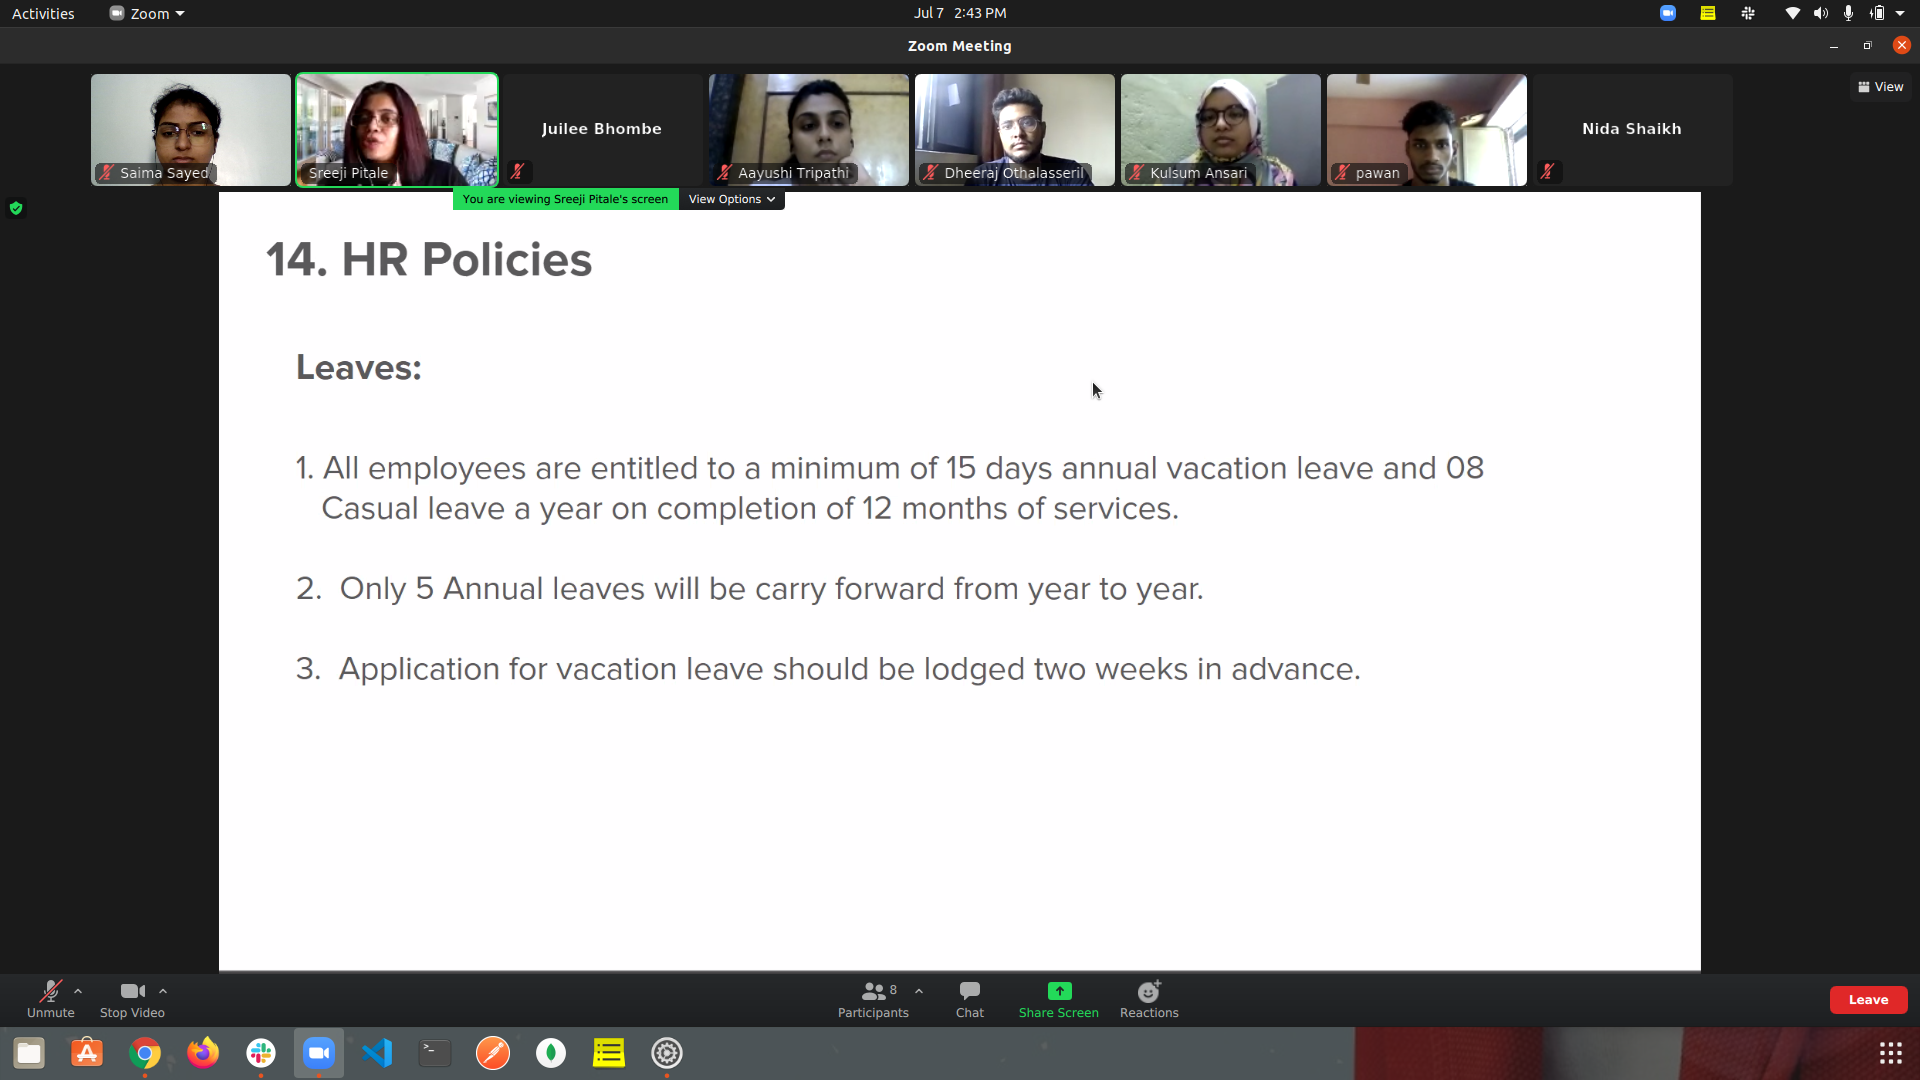 Activities Zoom Jul 7 2:43 PM
Zoom Meeting
View
Juilee Bhombe
Nida Shaikh
Saima Sayed Sreeji Pitale Aayushi Tripathi Dheeraj Othalasseril Kulsum Ansari pawan
You are viewing Sreeji Pitale's screen View Options
14. HR Policies
Leaves:
1. All employees are entitled to a minimum of 15 days annual vacation leave and 08
Casual leave a year on completion of 12 months of services.
2. Only 5 Annual leaves will be carry forward from year to year.
3. Application for vacation leave should be lodged two weeks in advance.
8
Unmute Stop Video Participants Chat Share Screen Reactions Leave